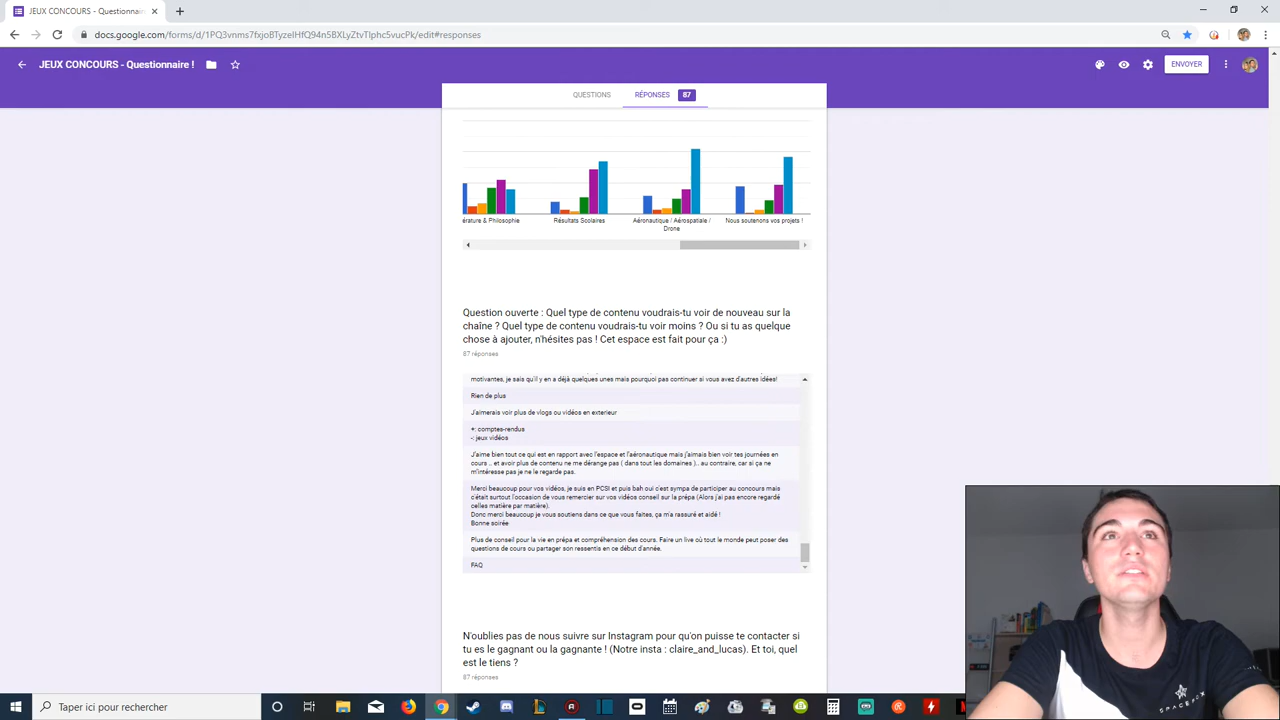 JEUX CONCOURS - Questionnai
docs.google.com/forms/d/1PQ3vnms7fxjoBTyzeIHfQ94n5BXLyZtvTIphc5vucPk/edit#responses
JEUX CONCOURS - Questionnaire !
ENVOYER
QUESTIONS
RÉPONSES
87
érature & Philosophie
Résultats Scolaires
Aéronautique / Aérospatiale /
Drone
Nous soutenons vos projets !
Question ouverte : Quel type de contenu voudrais-tu voir de nouveau sur la
chaîne ? Quel type de contenu voudrais-tu voir moins ? Ou si tu as quelque
chose à ajouter, n'hésites pas ! Cet espace est fait pour ça :)
87 réponses
motivantes, je sais qu'il y en a déjà quelques unes mais pourquoi pas continuer si vous avez d'autres idées!
Rien de plus
J'aimerais voir plus de vlogs ou vidéos en exterieur
+: comptes-rendus
-: jeux vidéos
J'aime bien tout ce qui est en rapport avec l'espace et l'aéronautique mais j'aimais bien voir tes journées en
cours .. et avoir plus de contenu ne me dérange pas ( dans tout les domaines ).. au contraire, car si ça ne
m'intéresse pas je ne le regarde pas.
Merci beaucoup pour vos vidéos, je suis en PCSI et puis bah oui c'est sympa de participer au concours mais
c'était surtout l'occasion de vous remercier sur vos vidéos conseil sur la prépa (Alors j'ai pas encore regardé
celles matière par matière).
Donc merci beaucoup je vous soutiens dans ce que vous faites, ça m'a rassuré et aidé !
Bonne soirée
Plus de conseil pour la vie en prépa et compréhension des cours. Faire un live où tout le monde peut poser des
questions de cours ou partager son ressentis en ce début d'année.
FAQ
N'oublies pas de nous suivre sur Instagram pour qu'on puisse te contacter si
tu es le gagnant ou la gagnante ! (Notre insta : claire_and_lucas). Et toi, quel
est le tiens ?
87 réponses
SPACEX
Taper ici pour rechercher